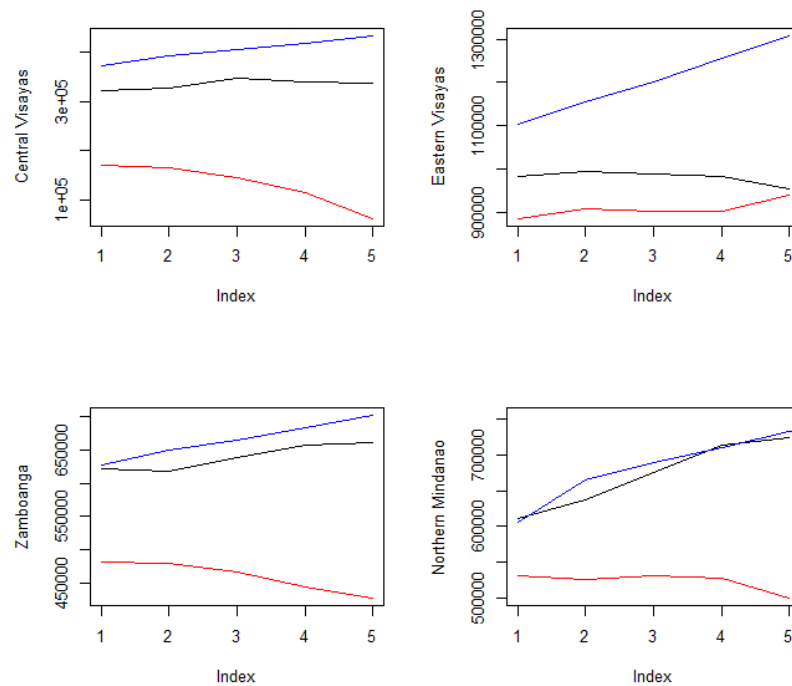 Central Visayas
3e+05
1e+05
1 2 3 4 5
Index
Eastern Visayas
1300000
1100000
900000
1 2 3 4 5
Index
Zamboanga
650000
550000
450000
1 2 3 4 5
Index
Northern Mindanao
700000
600000
500000
1 2 3 4 5
Index